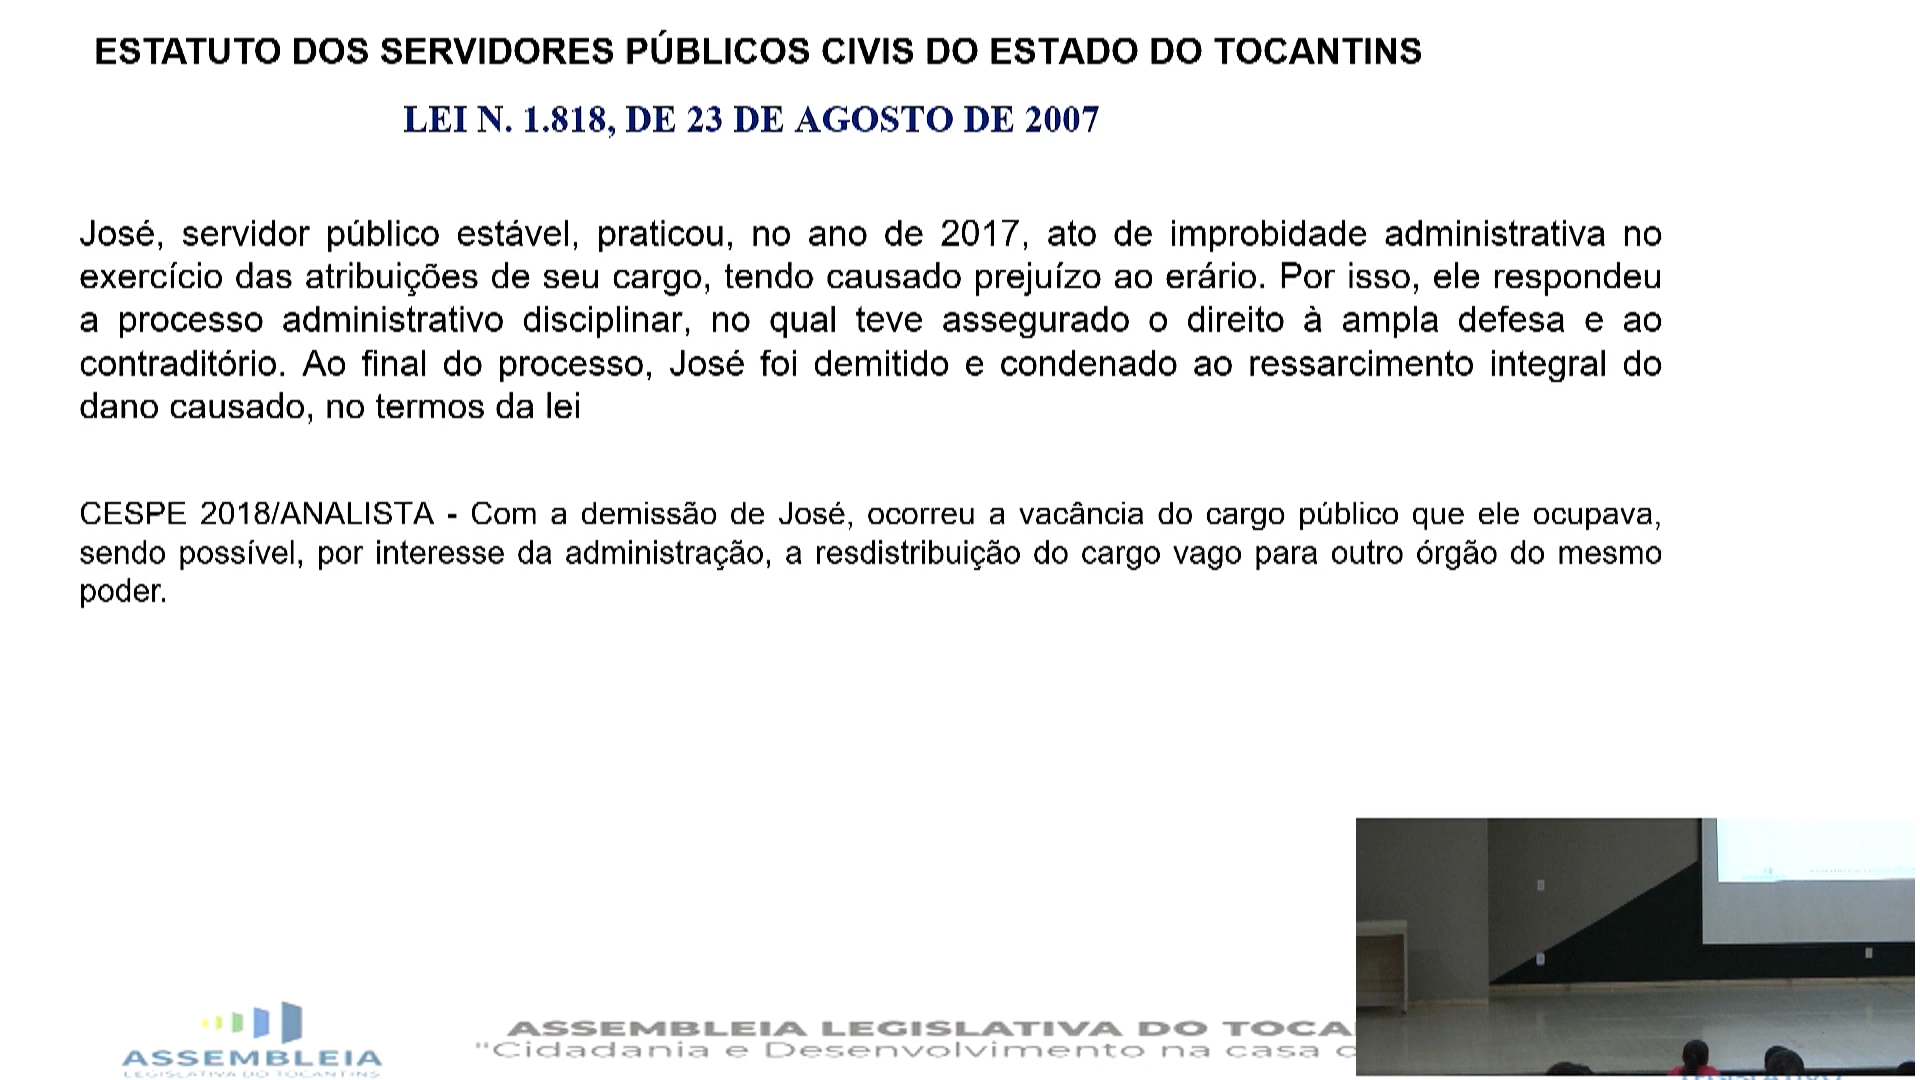 ESTATUTO DOS SERVIDORES PÚBLICOS CIVIS DO ESTADO DO TOCANTINS
LEI N. 1.818, DE 23 DE AGOSTO DE 2007
José, servidor público estável, praticou, no ano de 2017, ato de improbidade administrativa no
exercício das atribuições de seu cargo, tendo causado prejuízo ao erário. Por isso, ele respondeu
a processo administrativo disciplinar, no qual teve assegurado o direito à ampla defesa e ao
contraditório. Ao final do processo, José foi demitido e condenado ao ressarcimento integral do
dano causado, no termos da lei
CESPE 2018/ANALISTA - Com a demissão de José, ocorreu a vacância do cargo público que ele ocupava,
sendo possível, por interesse da administração, a resdistribuição do cargo vago para outro órgão do mesmo
poder.
ASSEMBLEIA
LEGISLATIVA DO TOCANTINS
ASSEMBLEIA LEGISLATIVA DO TOCA
"Cidadania e Desenvolvimento na casa